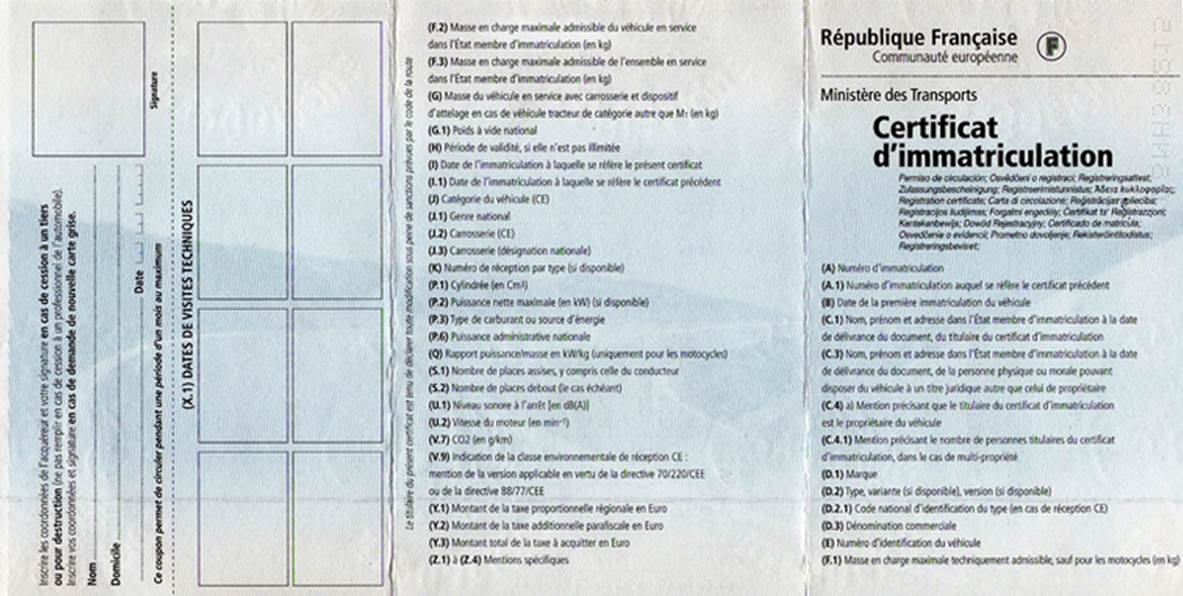 Inscrire les coordonnées de l'acquéreur et votre signature en cas de cession à un tiers
ou pour destruction (ne pas remplir en cas de cession à un professionnel de l'automobile).
Inscrire vos coordonnées et signature en cas de demande de nouvelle carte grise.
Nom
Domicile
Date
Signature
Ce coupon permet de circuler pendant une période d'un mois au maximum
(X.1) DATES DE VISITES TECHNIQUES
Le titulaire du présent certificat est tenu de déclarer toute modification sous peine de sanctions prévues par le code de la route
(F.2) Masse en charge maximale admissible du véhicule en service
dans l'État membre d'immatriculation (en kg)
(F.3) Masse en charge maximale admissible de l'ensemble en service
dans l'État membre d'immatriculation (en kg)
(G) Masse du véhicule en service avec carrosserie et dispositif
d'attelage en cas de véhicule tracteur de catégorie autre que M1 (en kg)
(G.1) Poids à vide national
(H) Période de validité, si elle n'est pas illimitée
(I) Date de l'immatriculation à laquelle se réfère le présent certificat
(I.1) Date de l'immatriculation à laquelle se réfère le certificat précédent
(J) Catégorie du véhicule (CE)
(J.1) Genre national
(J.2) Carrosserie (CE)
(J.3) Carrosserie (désignation nationale)
(K) Numéro de réception par type (si disponible)
(P.1) Cylindrée (en Cm³)
(P.2) Puissance nette maximale (en kW) (si disponible)
(P.3) Type de carburant ou source d'énergie
(P.6) Puissance administrative nationale
(Q) Rapport puissance/masse en kW/kg (uniquement pour les motocycles)
(S.1) Nombre de places assises, y compris celle du conducteur
(S.2) Nombre de places debout (le cas échéant)
(U.1) Niveau sonore à l'arrêt [en dB(A)]
(U.2) Vitesse du moteur (en min⁻¹)
(V.7) CO2 (en g/km)
(V.9) Indication de la classe environnementale de réception CE :
mention de la version applicable en vertu de la directive 70/220/CEE
ou de la directive 88/77/CEE
(Y.1) Montant de la taxe proportionnelle régionale en Euro
(Y.2) Montant de la taxe additionnelle parafiscale en Euro
(Y.3) Montant total de la taxe à acquitter en Euro
(Z.1) à (Z.4) Mentions spécifiques
République Française
Communauté européenne
F
Ministère des Transports
Certificat
d'immatriculation
Permiso de circulación; Osvědčení o registraci; Registreringsattest;
Zulassungsbescheinigung; Registreerimistunnistus; Άδεια κυκλοφορίας;
Registration certificate; Carta di circolazione; Reģistrācijas apliecība;
Registracijos liudijimas; Forgalmi engedély; Ċertifikat ta' Reġistrazzjoni;
Kentekenbewijs; Dowód Rejestracyjny; Certificado de matrícula;
Osvedčenie o evidencii; Prometno dovoljenje; Rekisteröintitodistus;
Registreringsbeviset;
(A) Numéro d'immatriculation
(A.1) Numéro d'immatriculation auquel se réfère le certificat précédent
(B) Date de la première immatriculation du véhicule
(C.1) Nom, prénom et adresse dans l'État membre d'immatriculation à la date
de délivrance du document, du titulaire du certificat d'immatriculation
(C.3) Nom, prénom et adresse dans l'État membre d'immatriculation à la date
de délivrance du document, de la personne physique ou morale pouvant
disposer du véhicule à un titre juridique autre que celui de propriétaire
(C.4) a) Mention précisant que le titulaire du certificat d'immatriculation
est le propriétaire du véhicule
(C.4.1) Mention précisant le nombre de personnes titulaires du certificat
d'immatriculation, dans le cas de multi-propriété
(D.1) Marque
(D.2) Type, variante (si disponible), version (si disponible)
(D.2.1) Code national d'identification du type (en cas de réception CE)
(D.3) Dénomination commerciale
(E) Numéro d'identification du véhicule
(F.1) Masse en charge maximale techniquement admissible, sauf pour les motocycles (en kg)